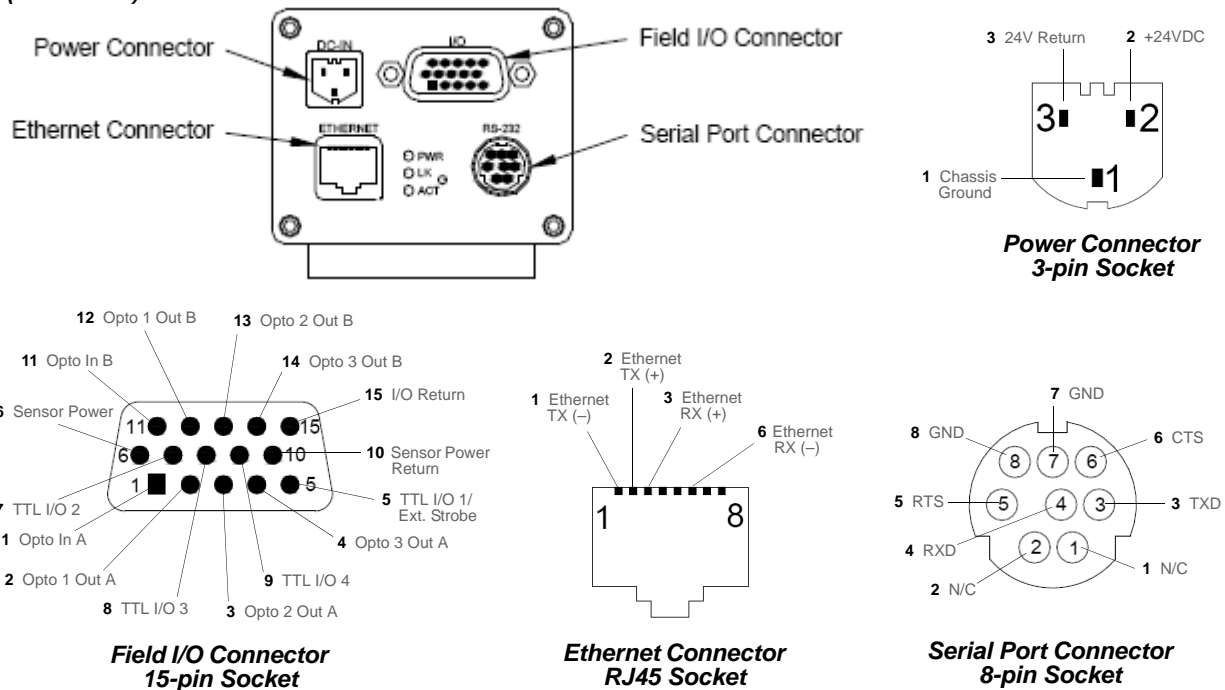 Power Connector
Ethernet Connector
DC-IN
I/O
ETHERNET
RS-232
PWR
LK
ACT
Field I/O Connector
Serial Port Connector
3 24V Return
2 +24VDC
3
2
1
1 Chassis
Ground
Power Connector
3-pin Socket
12 Opto 1 Out B
13 Opto 2 Out B
11 Opto In B
14 Opto 3 Out B
15 I/O Return
6 Sensor Power
11
15
6
10
1
5
10 Sensor Power
Return
5 TTL I/O 1/
Ext. Strobe
7 TTL I/O 2
1 Opto In A
4 Opto 3 Out A
2 Opto 1 Out A
9 TTL I/O 4
8 TTL I/O 3
3 Opto 2 Out A
Field I/O Connector
15-pin Socket
2 Ethernet
TX (+)
1 Ethernet
TX (–)
3 Ethernet
RX (+)
6 Ethernet
RX (–)
1
8
Ethernet Connector
RJ45 Socket
7 GND
8 GND
6 CTS
8
7
6
5 RTS
5
4
3
3 TXD
4 RXD
2
1
1 N/C
2 N/C
Serial Port Connector
8-pin Socket